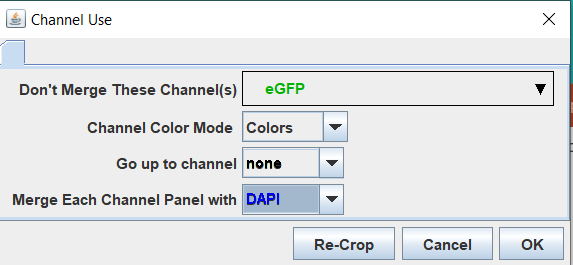 Channel Use
Don't Merge These Channel(s) eGFP
Channel Color Mode Colors
Go up to channel none
Merge Each Channel Panel with DAPI
Re-Crop Cancel OK